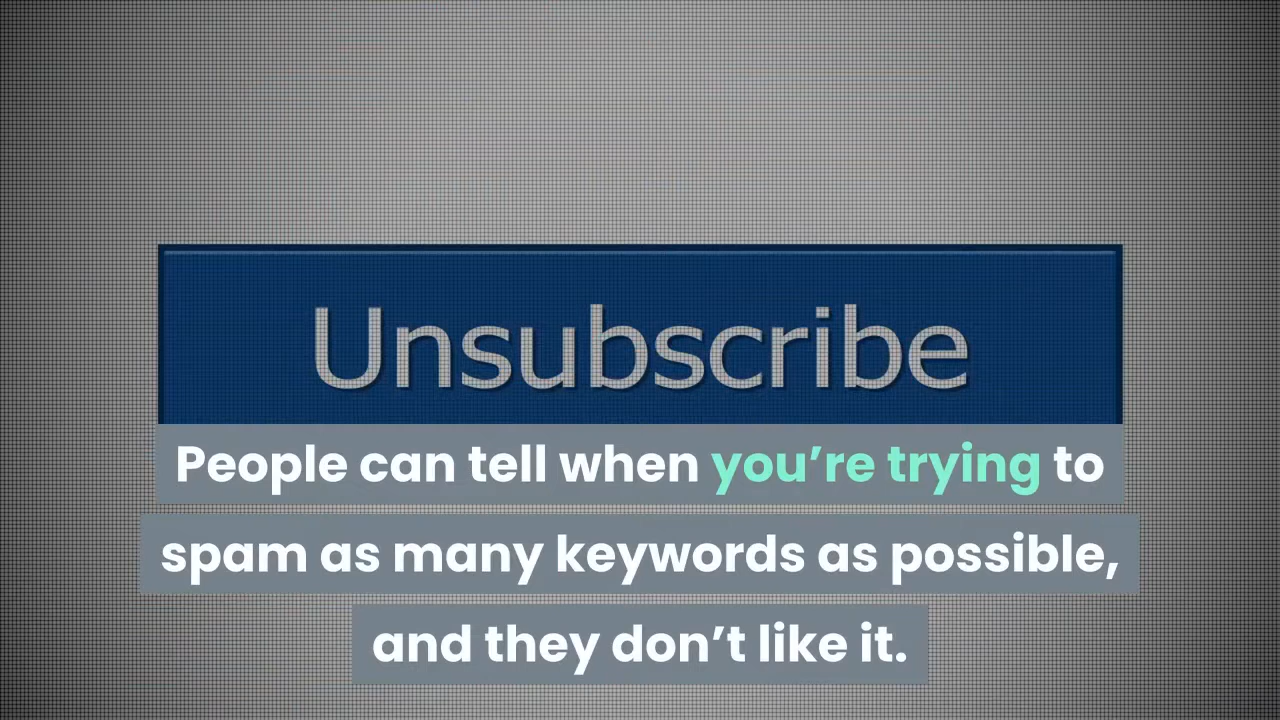 Unsubscribe
People can tell when you’re trying to
spam as many keywords as possible,
and they don’t like it.